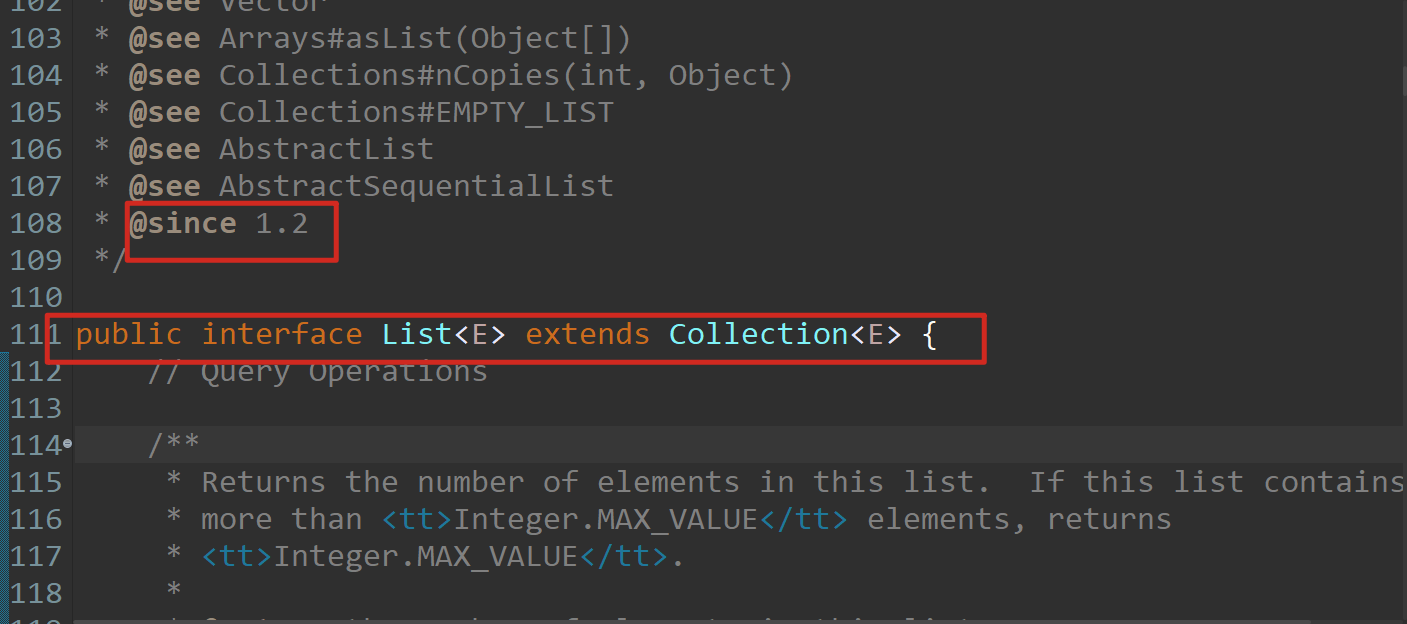 102 * @see Vector
103 * @see Arrays#asList(Object[])
104 * @see Collections#nCopies(int, Object)
105 * @see Collections#EMPTY_LIST
106 * @see AbstractList
107 * @see AbstractSequentialList
108 * @since 1.2
109 */
110
111 public interface List<E> extends Collection<E> {
112 // Query Operations
113
114 /**
115 * Returns the number of elements in this list.  If this list contains
116 * more than <tt>Integer.MAX_VALUE</tt> elements, returns
117 * <tt>Integer.MAX_VALUE</tt>.
118 *